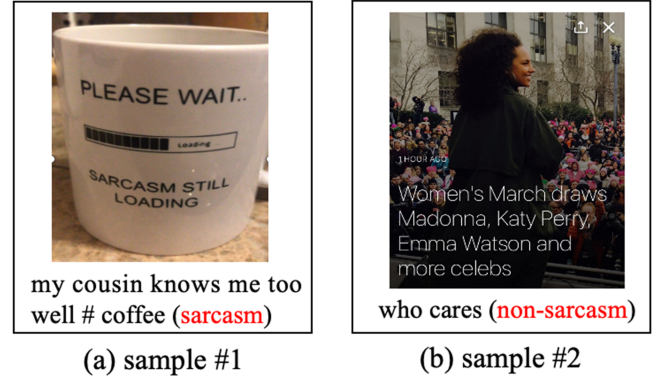 PLEASE WAIT..
Loading
SARCASM STILL
LOADING
my cousin knows me too
well # coffee (sarcasm)
(a) sample #1
1 HOUR AGO
Women's March draws
Madonna, Katy Perry,
Emma Watson and
more celebs
who cares (non-sarcasm)
(b) sample #2